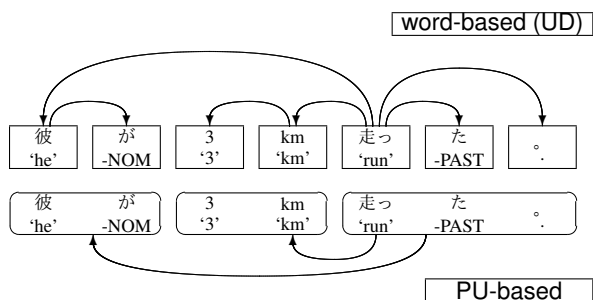 word-based (UD)
彼 が 3 km 走っ た 。
‘he’ -NOM ‘3’ ‘km’ ‘run’ -PAST .
彼 が 3 km 走っ た 。
‘he’ -NOM ‘3’ ‘km’ ‘run’ -PAST .
PU-based